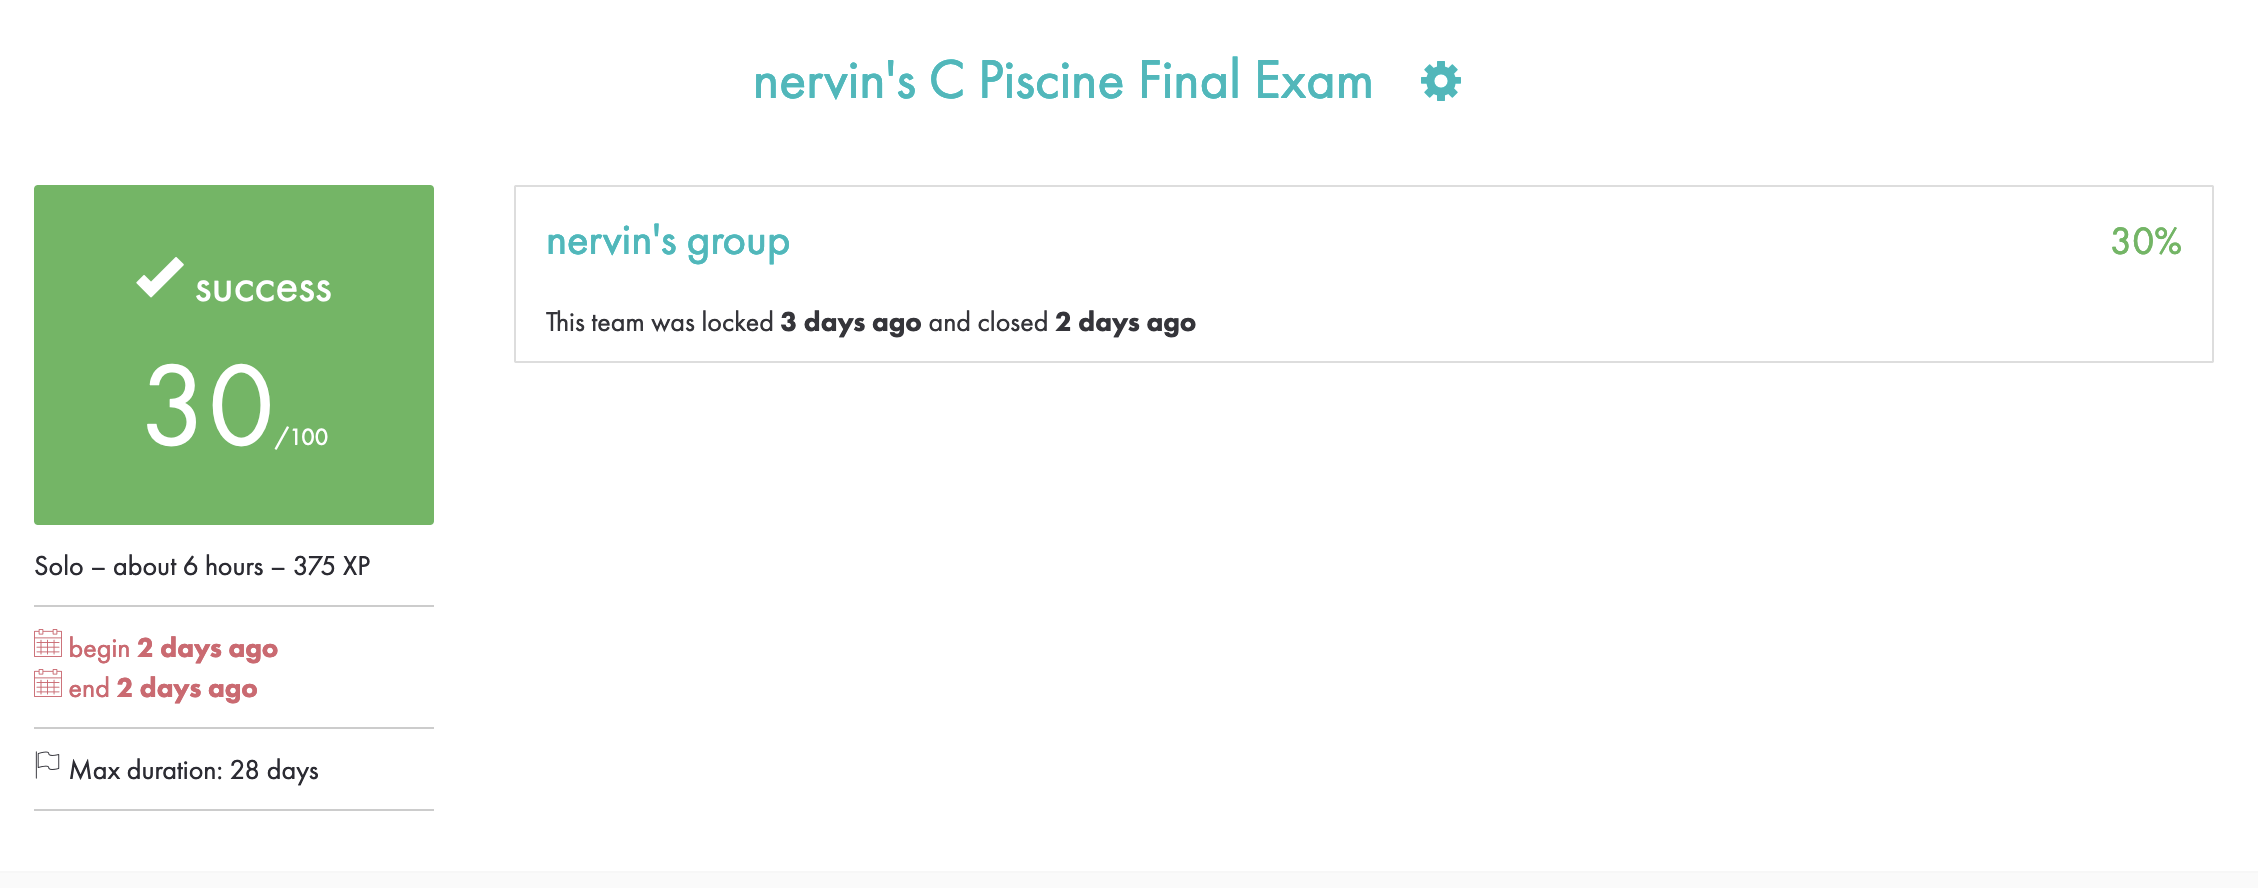 nervin's C Piscine Final Exam
success
30/100
Solo – about 6 hours – 375 XP
begin 2 days ago
end 2 days ago
Max duration: 28 days
nervin's group
30%
This team was locked 3 days ago and closed 2 days ago